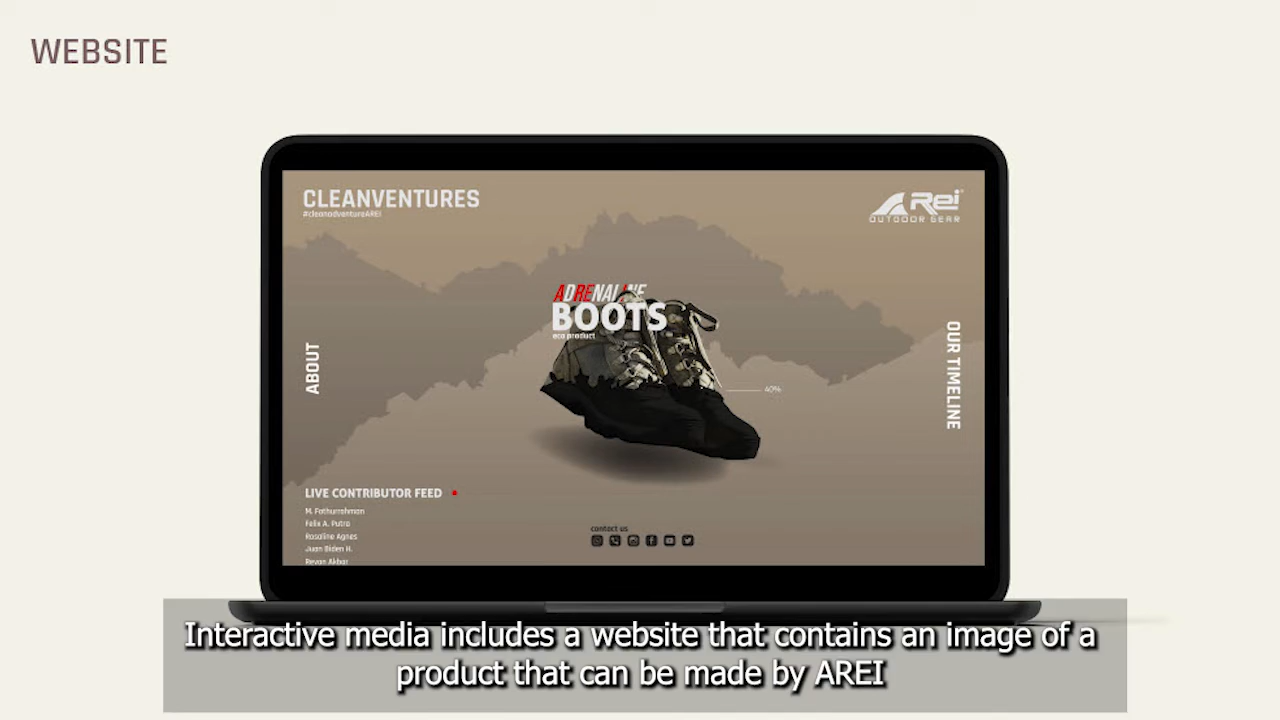 WEBSITE
CLEANVENTURES
#cleanadventureAREI
ARei
OUTDOOR GEAR
ADRENALINE
BOOTS
eco product
ABOUT
40%
OUR TIMELINE
LIVE CONTRIBUTOR FEED
M. Fathurrahman
Felix A. Putra
Rosaline Agnes
Juan Biden H.
Revan Akbar
contact us
Interactive media includes a website that contains an image of a
product that can be made by AREI